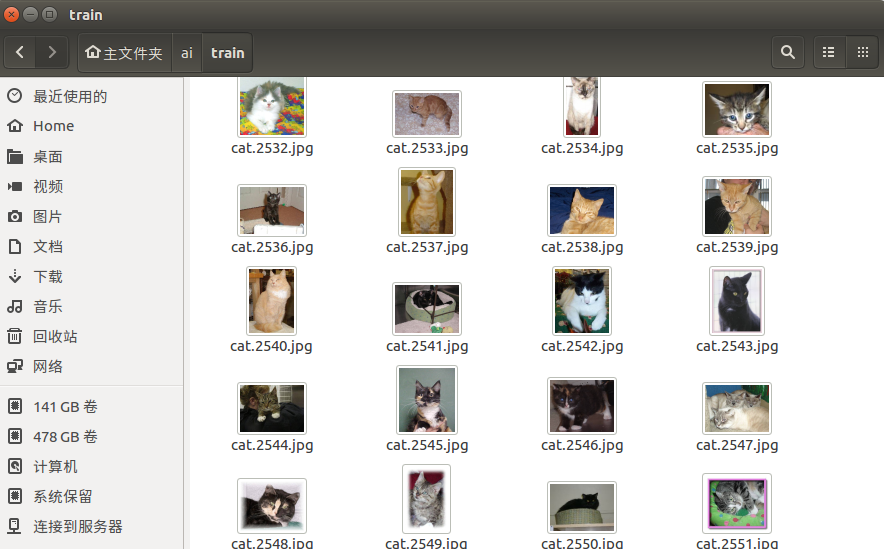 train
主文件夹 ai train
最近使用的
Home
桌面
视频
图片
文档
下载
音乐
回收站
网络
141 GB 卷
478 GB 卷
计算机
系统保留
连接到服务器
cat.2532.jpg cat.2533.jpg cat.2534.jpg cat.2535.jpg
cat.2536.jpg cat.2537.jpg cat.2538.jpg cat.2539.jpg
cat.2540.jpg cat.2541.jpg cat.2542.jpg cat.2543.jpg
cat.2544.jpg cat.2545.jpg cat.2546.jpg cat.2547.jpg
cat.2548.jpg cat.2549.jpg cat.2550.jpg cat.2551.jpg